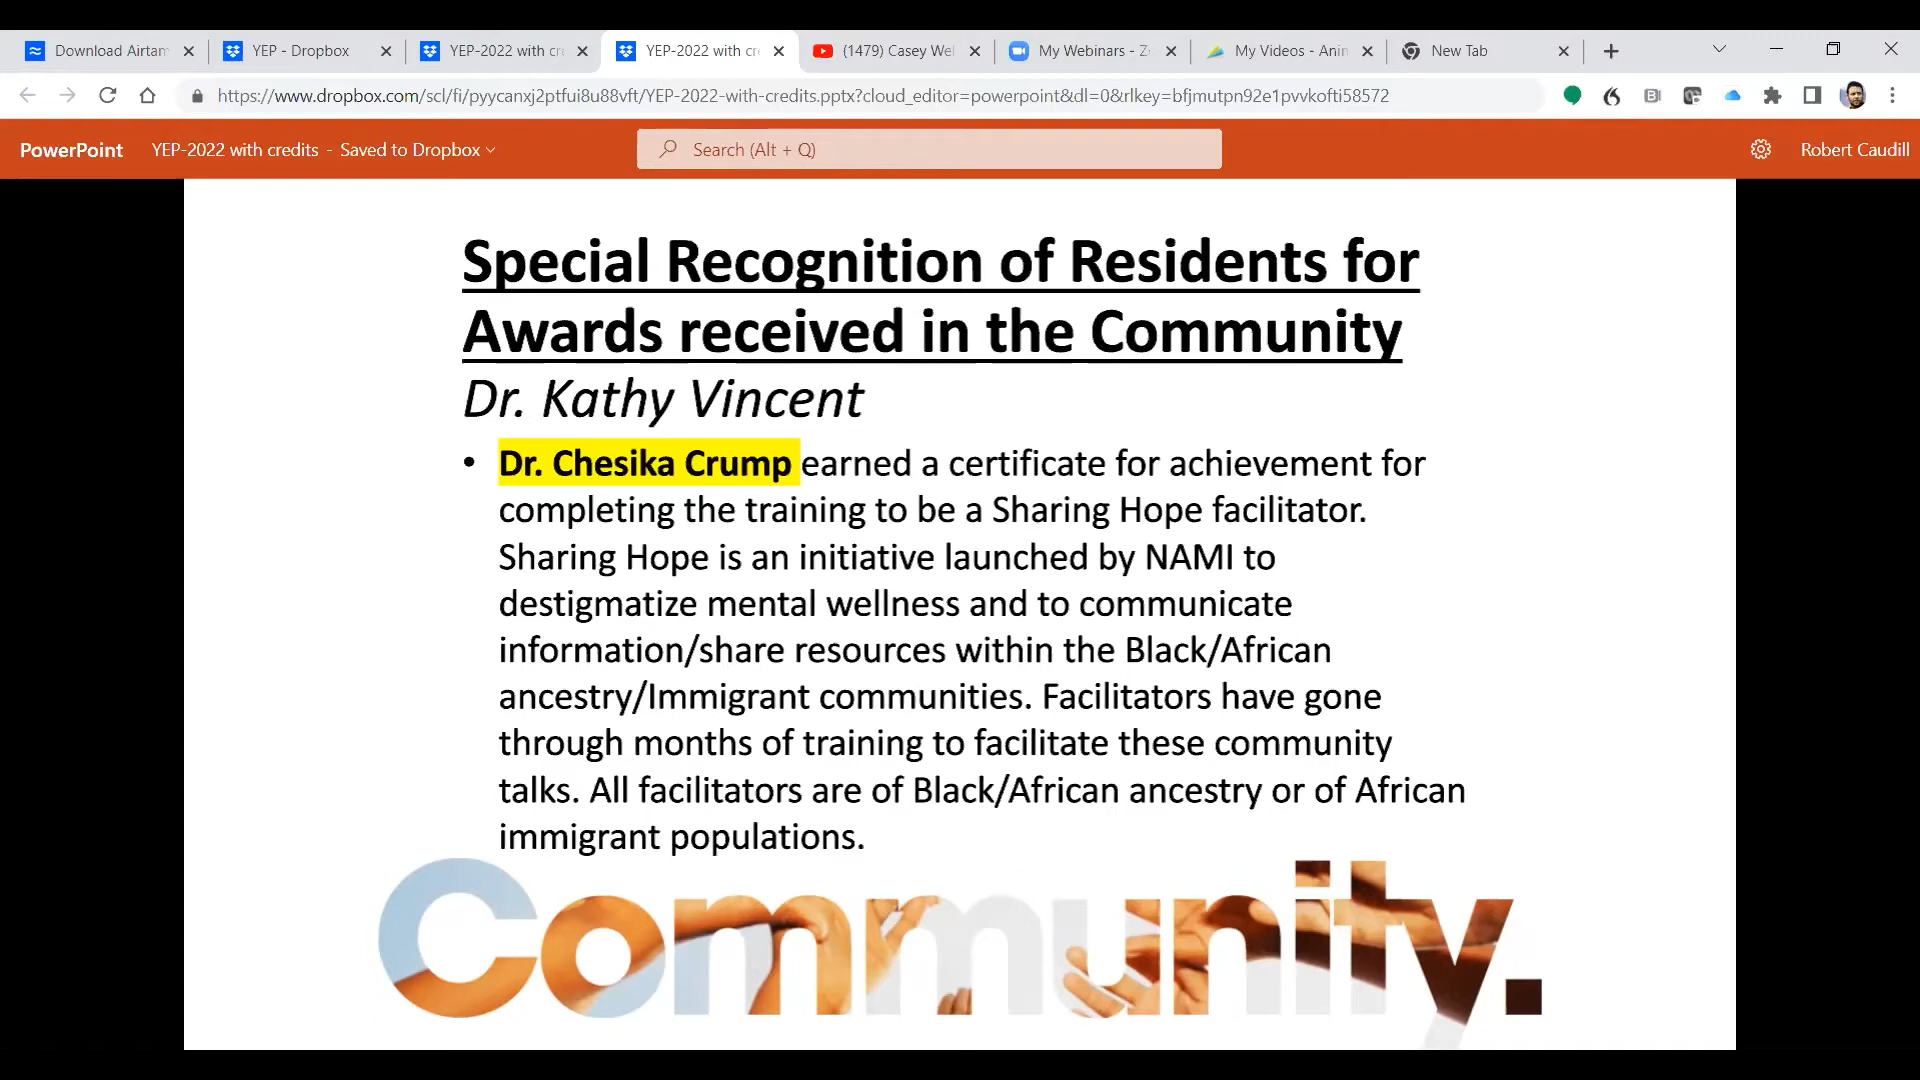 Download Airtam
YEP - Dropbox
YEP-2022 with cre
YEP-2022 with cre
(1479) Casey Wel
My Webinars - Z
My Videos - Anin
New Tab
https://www.dropbox.com/scl/fi/pyycanxj2ptfui8u88vft/YEP-2022-with-credits.pptx?cloud_editor=powerpoint&dl=0&rlkey=bfjmutpn92e1pvvkofti58572
PowerPoint YEP-2022 with credits - Saved to Dropbox
Search (Alt + Q)
Robert Caudill
Special Recognition of Residents for
Awards received in the Community
Dr. Kathy Vincent
• Dr. Chesika Crump earned a certificate for achievement for
completing the training to be a Sharing Hope facilitator.
Sharing Hope is an initiative launched by NAMI to
destigmatize mental wellness and to communicate
information/share resources within the Black/African
ancestry/Immigrant communities. Facilitators have gone
through months of training to facilitate these community
talks. All facilitators are of Black/African ancestry or of African
immigrant populations.
Community.